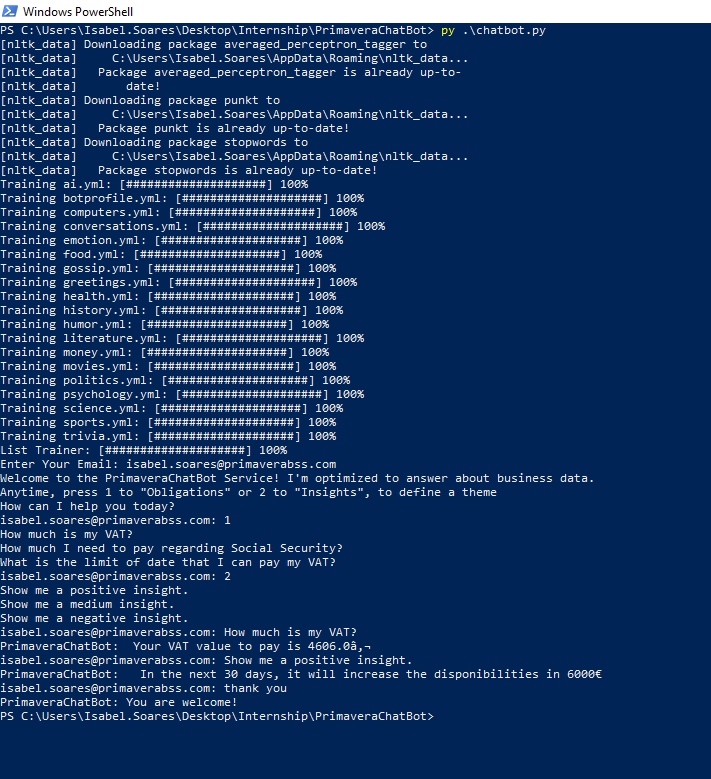 Windows PowerShell
PS C:\Users\Isabel.Soares\Desktop\Internship\PrimaveraChatBot> py .\chatbot.py
[nltk_data] Downloading package averaged_perceptron_tagger to
[nltk_data]     C:\Users\Isabel.Soares\AppData\Roaming\nltk_data...
[nltk_data]   Package averaged_perceptron_tagger is already up-to-
[nltk_data]       date!
[nltk_data] Downloading package punkt to
[nltk_data]     C:\Users\Isabel.Soares\AppData\Roaming\nltk_data...
[nltk_data]   Package punkt is already up-to-date!
[nltk_data] Downloading package stopwords to
[nltk_data]     C:\Users\Isabel.Soares\AppData\Roaming\nltk_data...
[nltk_data]   Package stopwords is already up-to-date!
Training ai.yml: [####################] 100%
Training botprofile.yml: [####################] 100%
Training computers.yml: [####################] 100%
Training conversations.yml: [####################] 100%
Training emotion.yml: [####################] 100%
Training food.yml: [####################] 100%
Training gossip.yml: [####################] 100%
Training greetings.yml: [####################] 100%
Training health.yml: [####################] 100%
Training history.yml: [####################] 100%
Training humor.yml: [####################] 100%
Training literature.yml: [####################] 100%
Training money.yml: [####################] 100%
Training movies.yml: [####################] 100%
Training politics.yml: [####################] 100%
Training psychology.yml: [####################] 100%
Training science.yml: [####################] 100%
Training sports.yml: [####################] 100%
Training trivia.yml: [####################] 100%
List Trainer: [####################] 100%
Enter Your Email: isabel.soares@primaverabss.com
Welcome to the PrimaveraChatBot Service! I'm optimized to answer about business data.
Anytime, press 1 to "Obligations" or 2 to "Insights", to define a theme
How can I help you today?
isabel.soares@primaverabss.com: 1
How much is my VAT?
How much I need to pay regarding Social Security?
What is the limit of date that I can pay my VAT?
isabel.soares@primaverabss.com: 2
Show me a positive insight.
Show me a medium insight.
Show me a negative insight.
isabel.soares@primaverabss.com: How much is my VAT?
PrimaveraChatBot:  Your VAT value to pay is 4606.0â‚¬
isabel.soares@primaverabss.com: Show me a positive insight.
PrimaveraChatBot:   In the next 30 days, it will increase the disponibilities in 6000€
isabel.soares@primaverabss.com: thank you
PrimaveraChatBot: You are welcome!
PS C:\Users\Isabel.Soares\Desktop\Internship\PrimaveraChatBot>